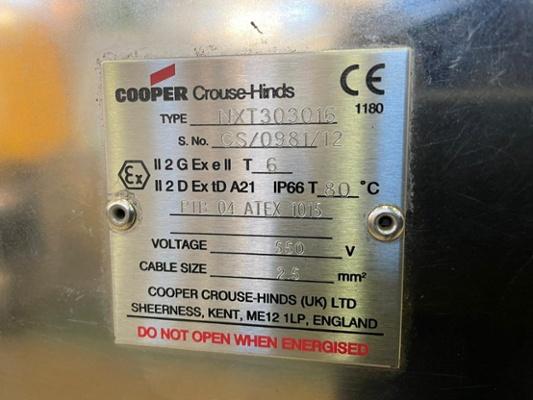 COOPER Crouse-Hinds CE
1180
TYPE NXT303016
S. No. CS/0981/12
Ex II 2 G Ex e II T 6
II 2 D Ex tD A21 IP66 T 80 °C
PTB 04 ATEX 1015
VOLTAGE 550 V
CABLE SIZE 2.5 mm²
COOPER CROUSE-HINDS (UK) LTD
SHEERNESS, KENT, ME12 1LP, ENGLAND
DO NOT OPEN WHEN ENERGISED